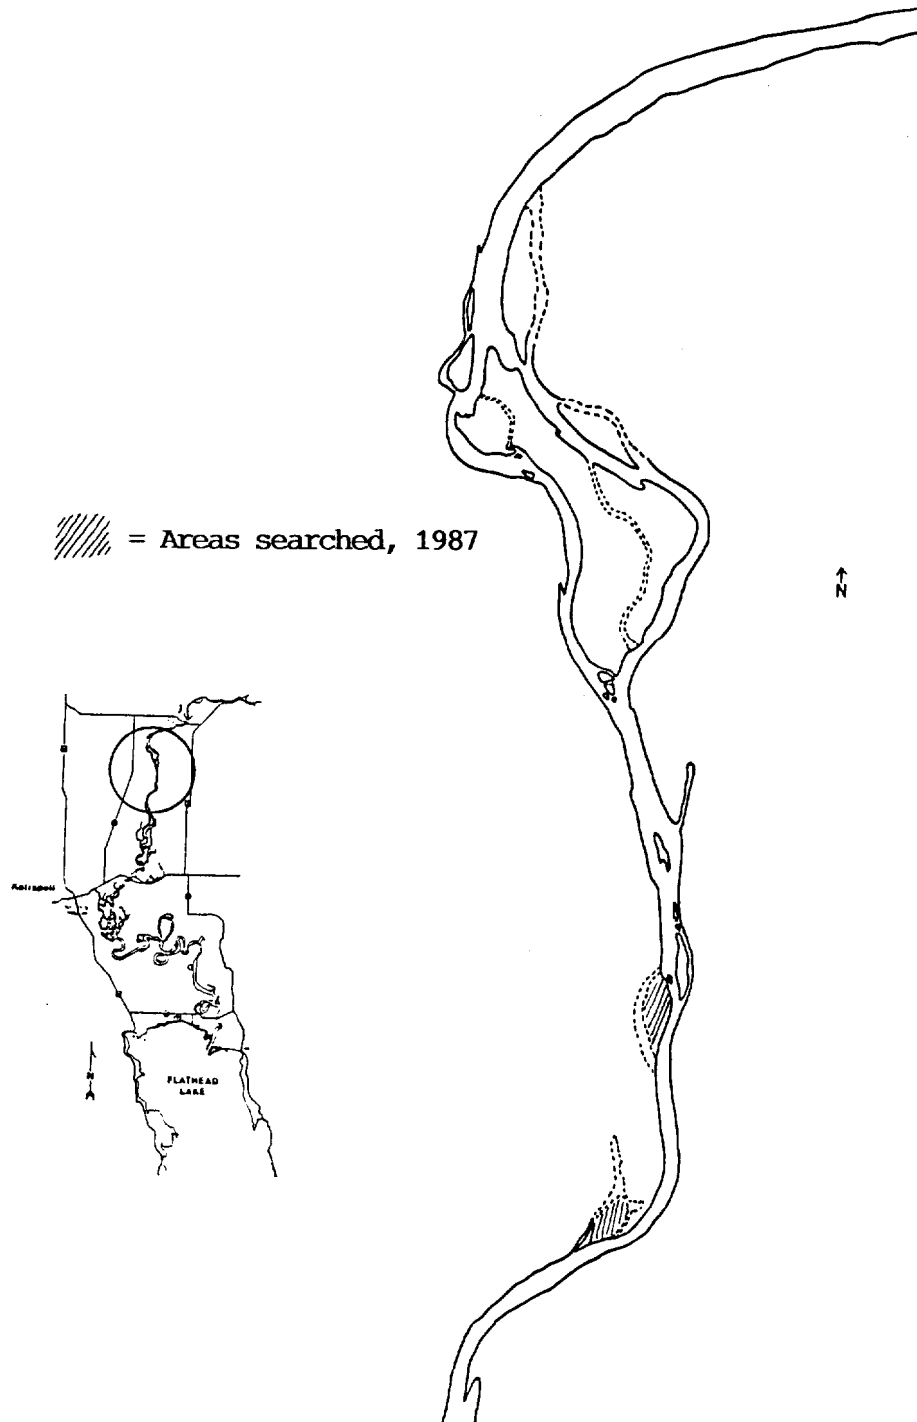 = Areas searched, 1987
N
Kalispell
N
FLATHEAD
LAKE